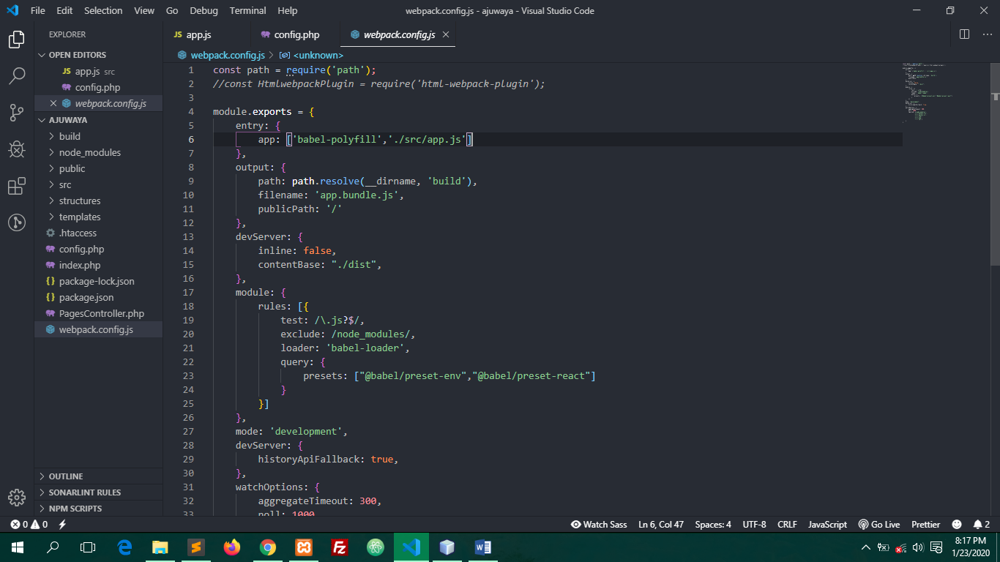 File Edit Selection View Go Debug Terminal Help
webpack.config.js - ajuwaya - Visual Studio Code
EXPLORER
OPEN EDITORS
JS app.js src
config.php
webpack.config.js
AJUWAYA
build
node_modules
public
src
structures
templates
.htaccess
config.php
index.php
{} package-lock.json
{} package.json
PagesController.php
webpack.config.js
OUTLINE
SONARLINT RULES
NPM SCRIPTS
JS app.js
config.php
webpack.config.js
webpack.config.js > <unknown>
1 const path = require('path');
2 //const HtmlwebpackPlugin = require('html-webpack-plugin');
3
4 module.exports = {
5 entry: {
6 app: ['babel-polyfill','./src/app.js']
7 },
8 output: {
9 path: path.resolve(__dirname, 'build'),
10 filename: 'app.bundle.js',
11 publicPath: '/'
12 },
13 devServer: {
14 inline: false,
15 contentBase: "./dist",
16 },
17 module: {
18 rules: [{
19 test: /\.js?$/,
20 exclude: /node_modules/,
21 loader: 'babel-loader',
22 query: {
23 presets: ["@babel/preset-env","@babel/preset-react"]
24 }
25 }]
26 },
27 mode: 'development',
28 devServer: {
29 historyApiFallback: true,
30 },
31 watchOptions: {
32 aggregateTimeout: 300,
33 poll: 1000
0 0
Watch Sass Ln 6, Col 47 Spaces: 4 UTF-8 CRLF JavaScript Go Live Prettier 2
8:17 PM
1/23/2020